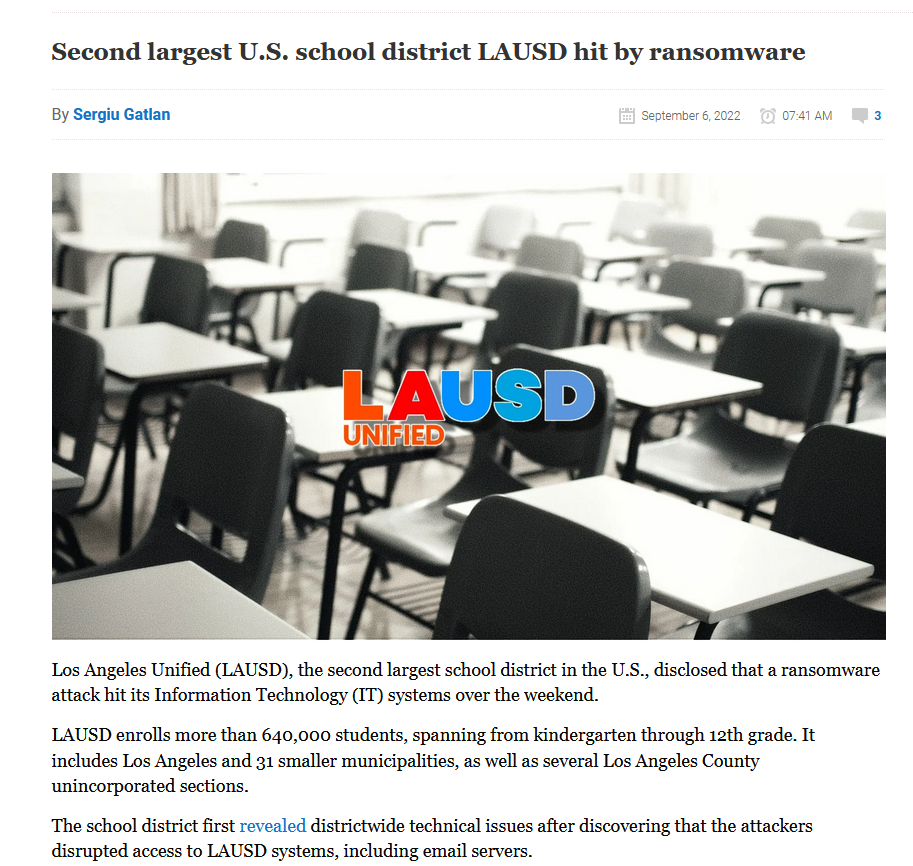 Second largest U.S. school district LAUSD hit by ransomware
By Sergiu Gatlan
September 6, 2022 07:41 AM 3
LAUSD
UNIFIED
Los Angeles Unified (LAUSD), the second largest school district in the U.S., disclosed that a ransomware
attack hit its Information Technology (IT) systems over the weekend.
LAUSD enrolls more than 640,000 students, spanning from kindergarten through 12th grade. It
includes Los Angeles and 31 smaller municipalities, as well as several Los Angeles County
unincorporated sections.
The school district first revealed districtwide technical issues after discovering that the attackers
disrupted access to LAUSD systems, including email servers.